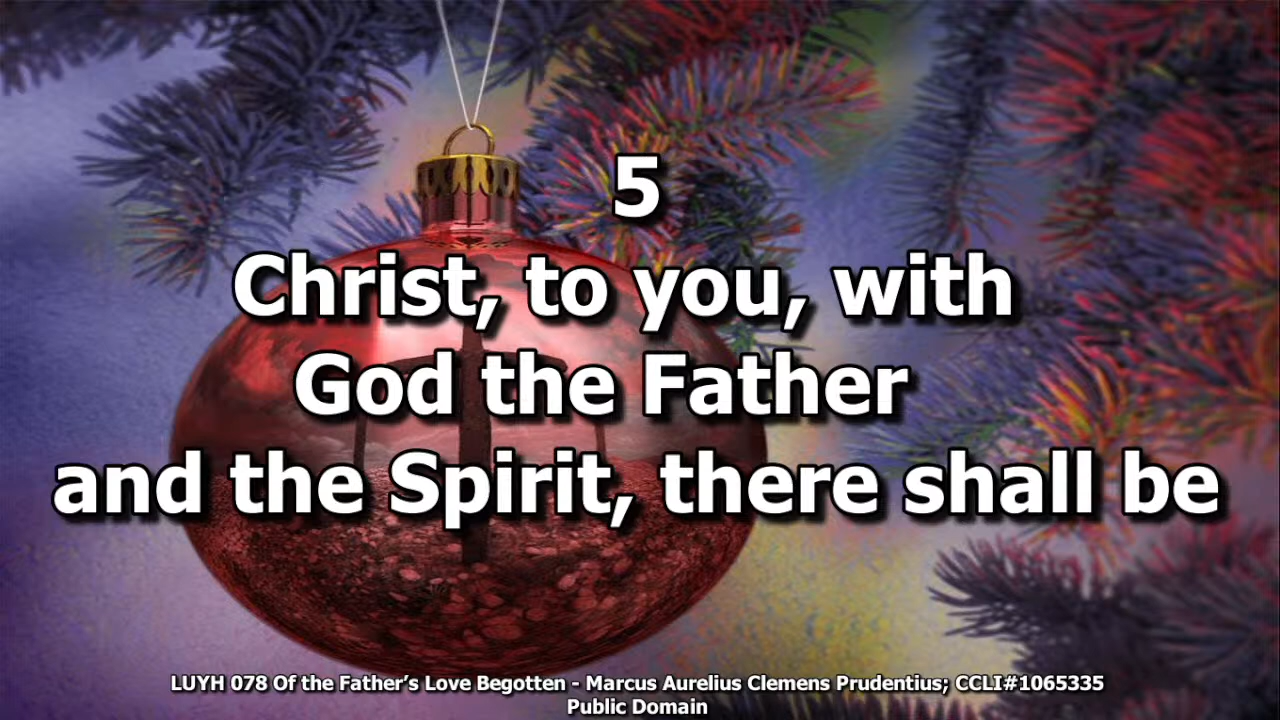 5
Christ, to you, with
God the Father
and the Spirit, there shall be
LUYH 078 Of the Father’s Love Begotten - Marcus Aurelius Clemens Prudentius; CCLI#1065335
Public Domain